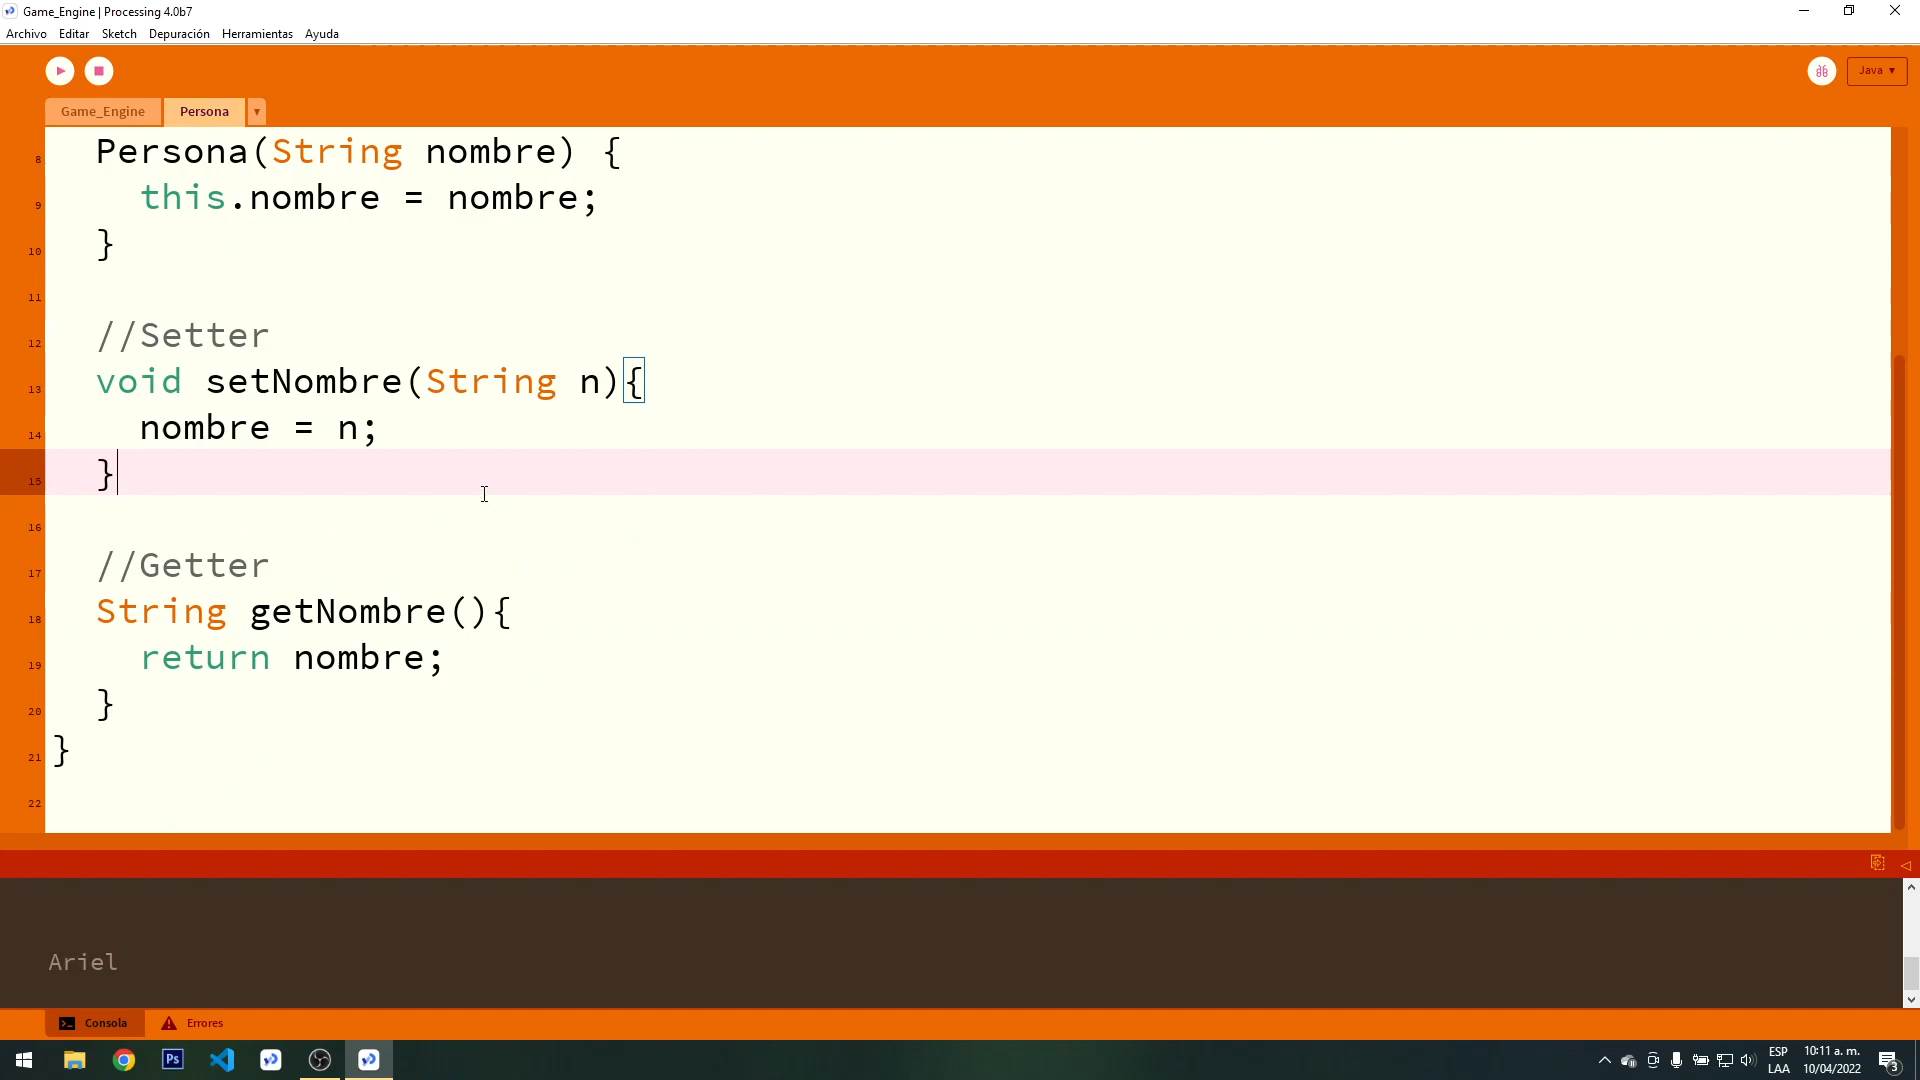 Game_Engine | Processing 4.0b7
Archivo Editar Sketch Depuración Herramientas Ayuda
Java ▾
Game_Engine Persona ▾
8 Persona(String nombre) {
9 this.nombre = nombre;
10 }
11
12 //Setter
13 void setNombre(String n){
14 nombre = n;
15 }
16
17 //Getter
18 String getNombre(){
19 return nombre;
20 }
21 }
22
Ariel
Consola Errores
Ps
ESP 10:11 a. m.
LAA 10/04/2022 3